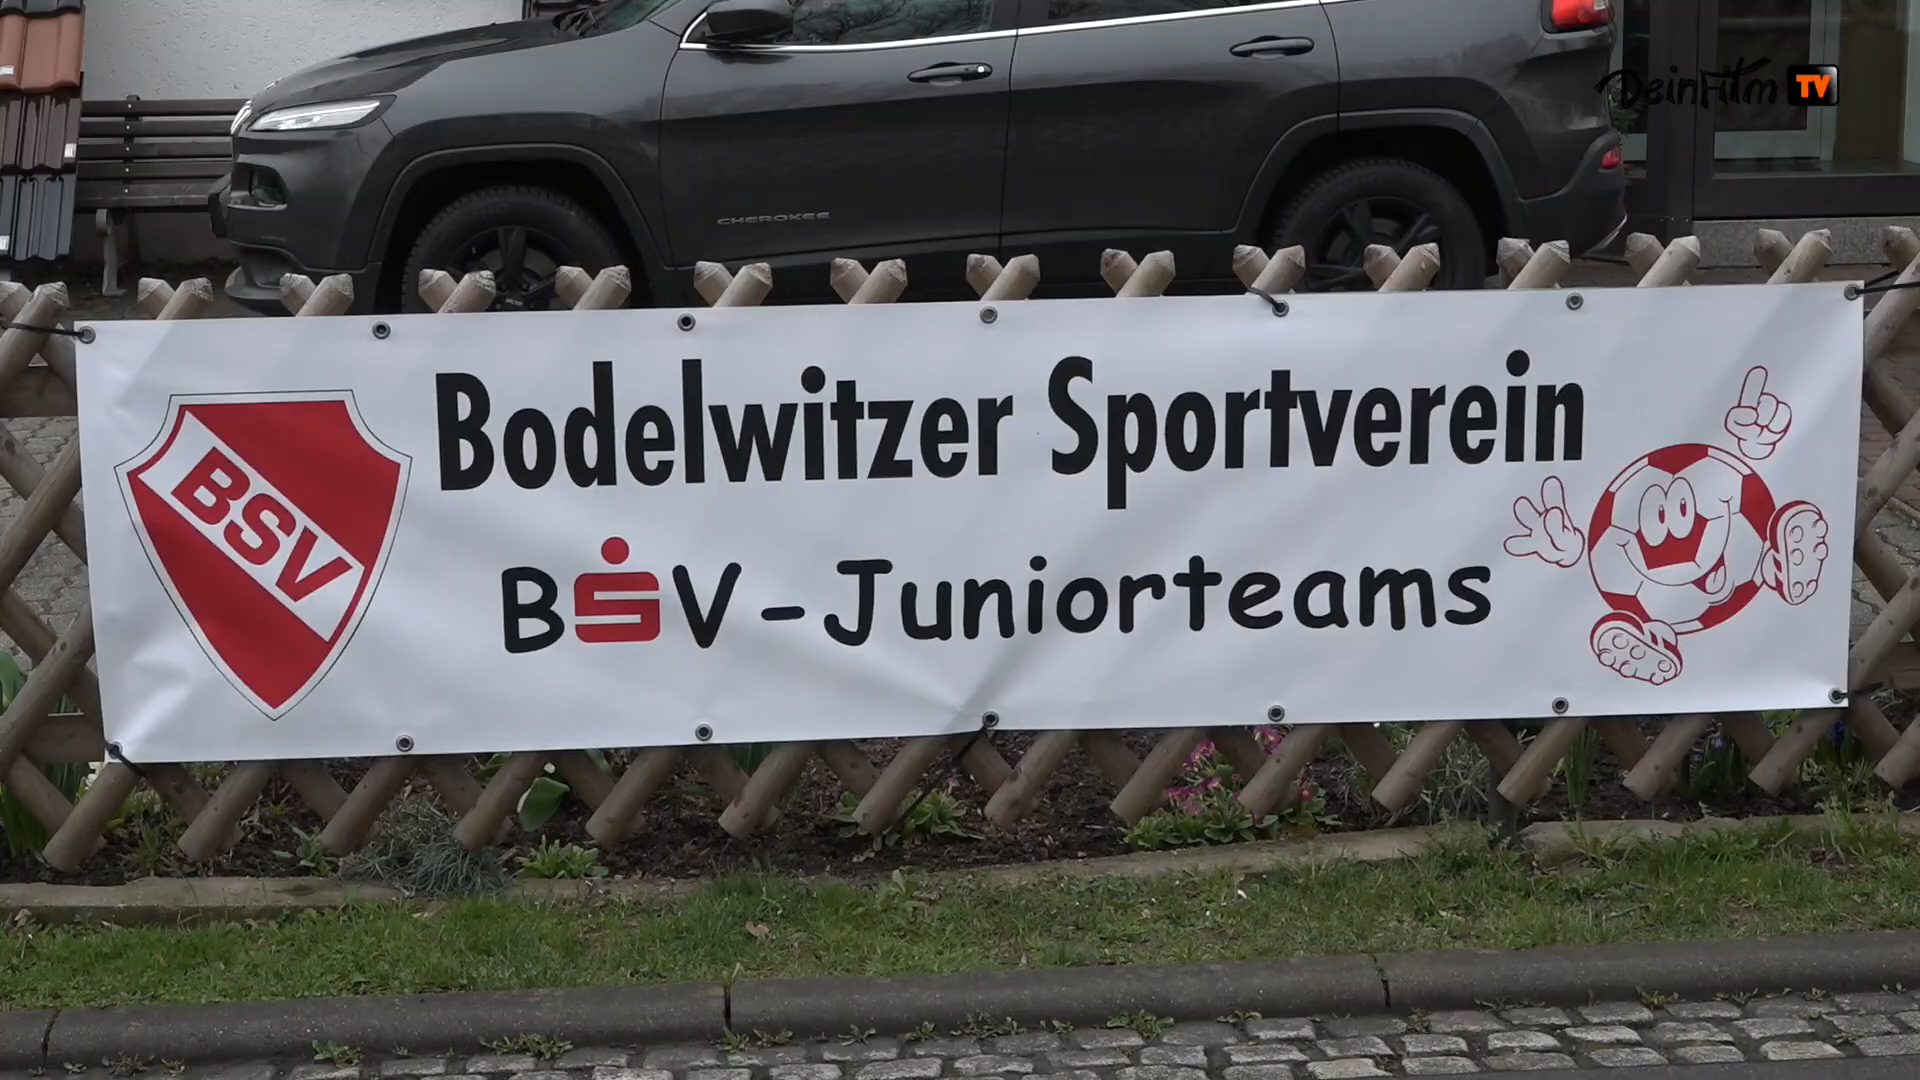 DeinFilm TV
CHEROKEE
Bodelwitzer Sportverein
BSV
BSV-Juniorteams